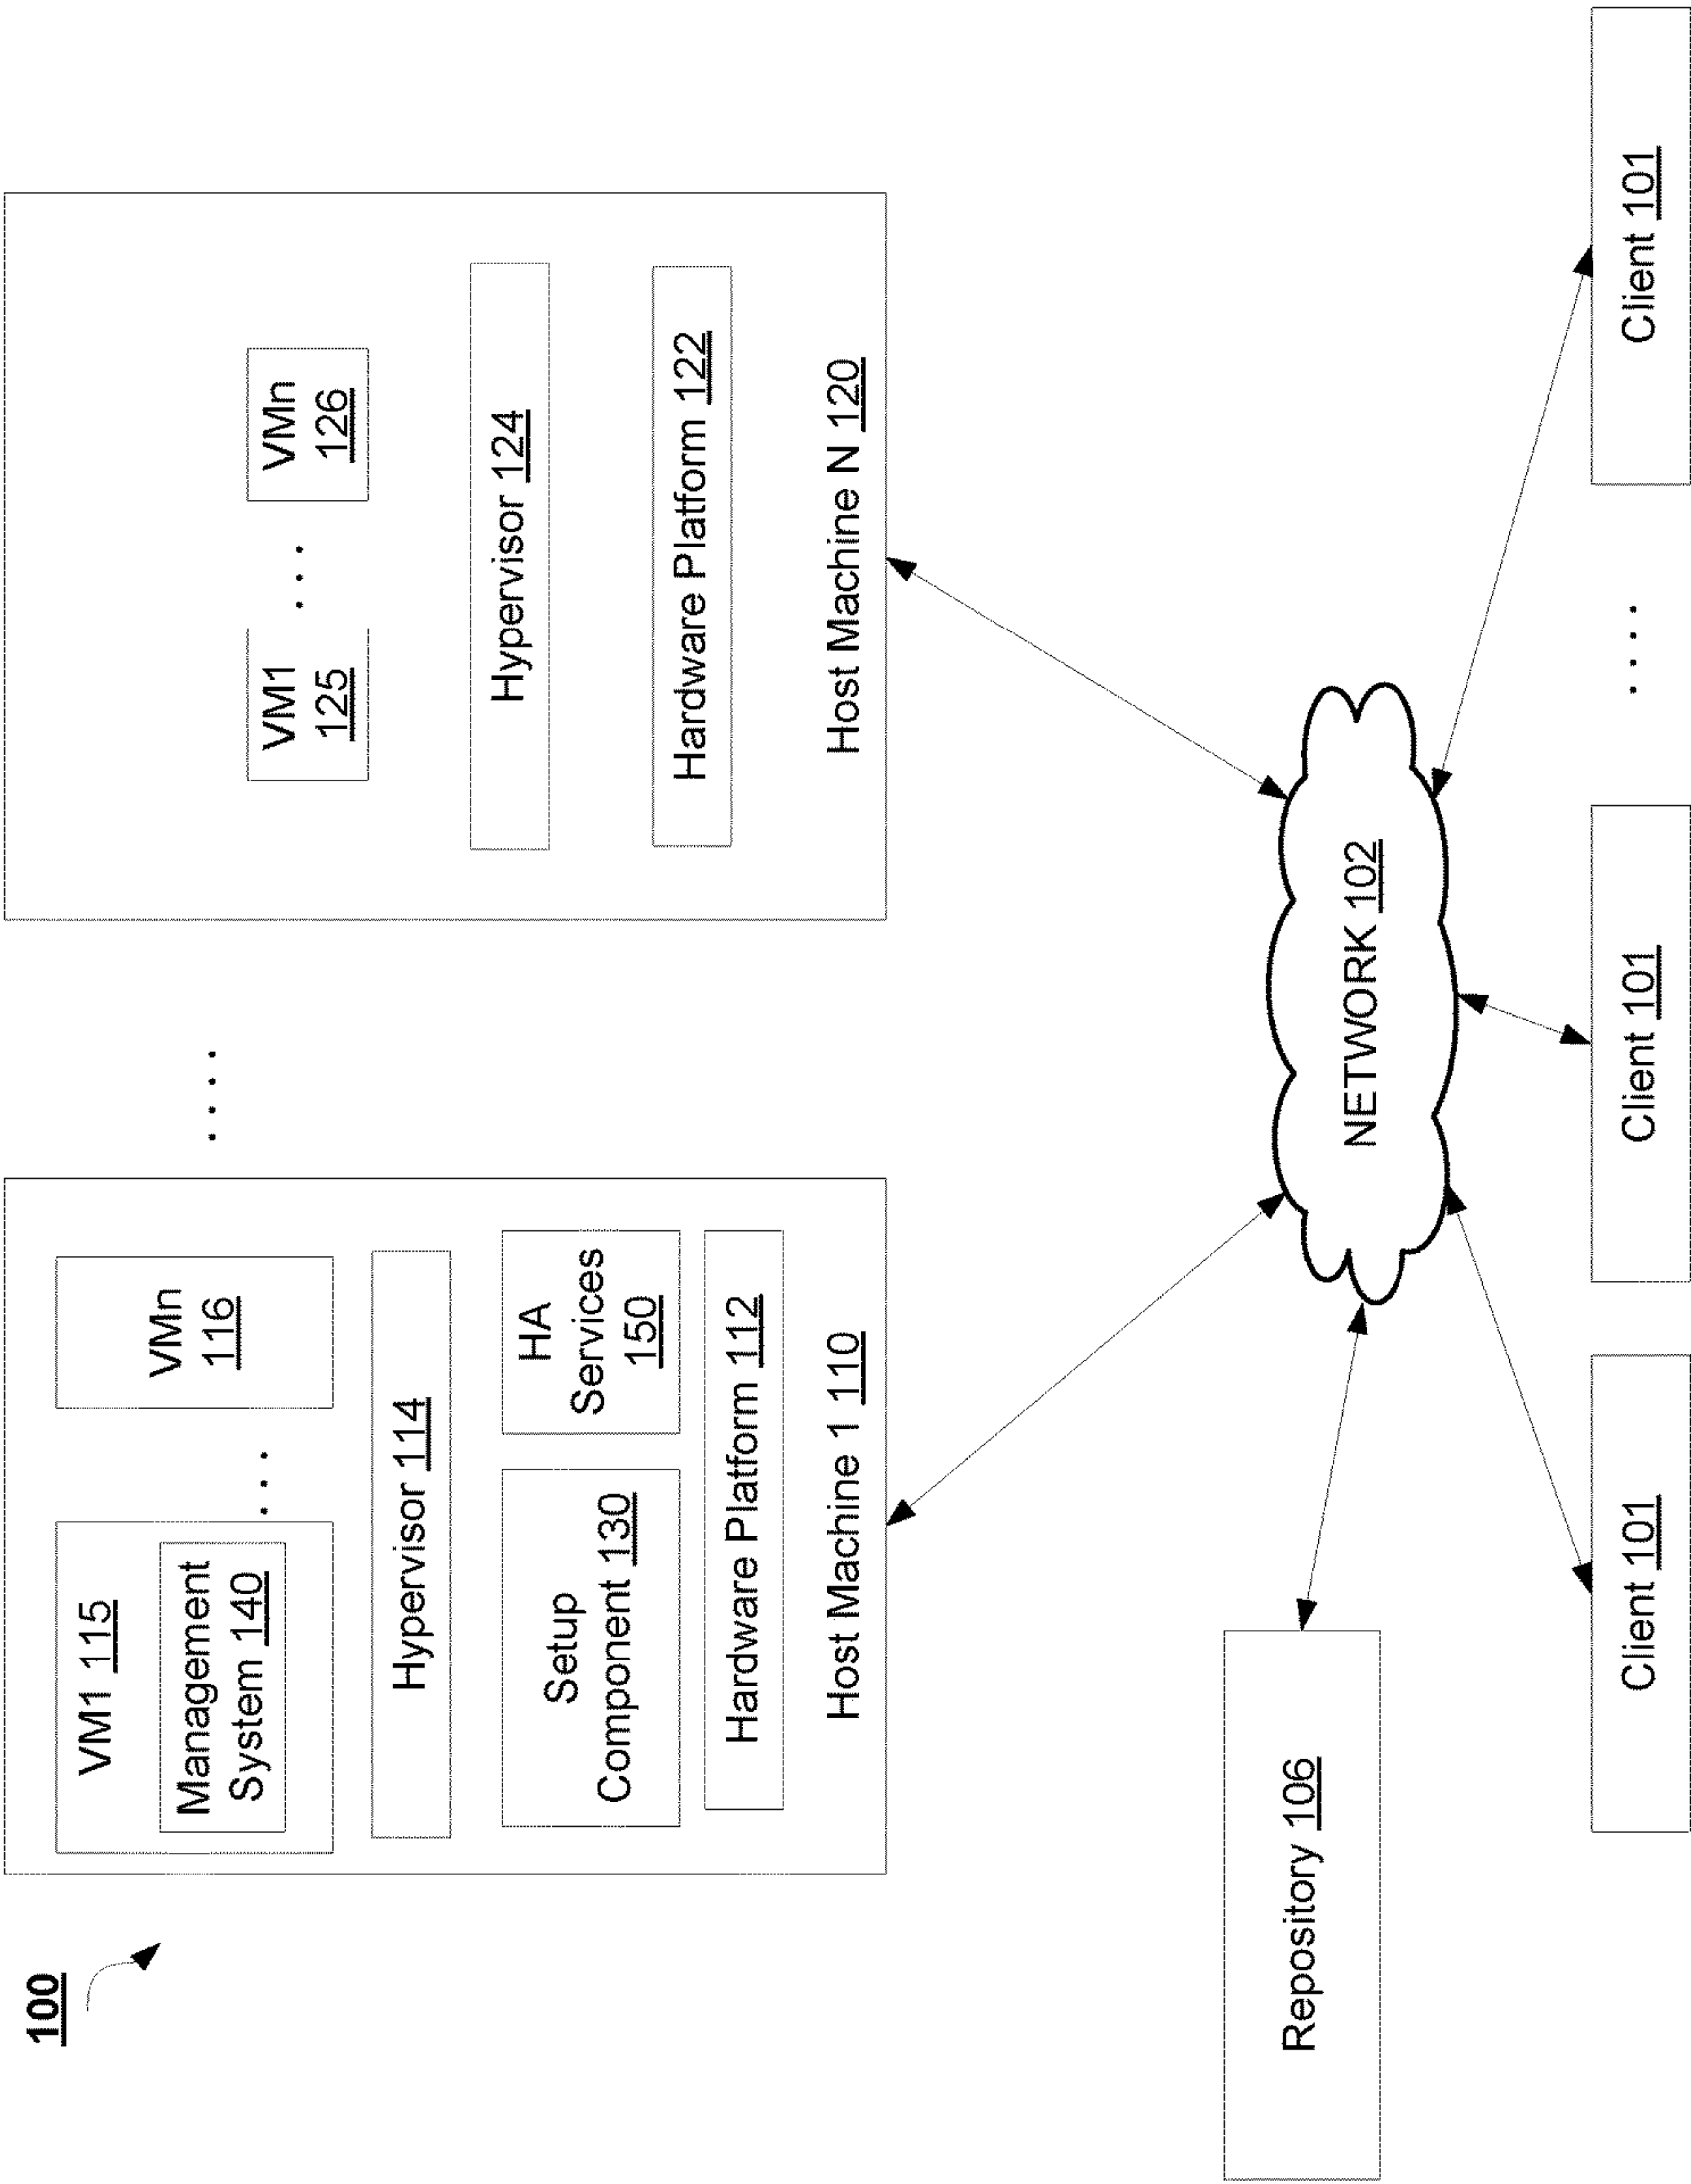 100
VM1 115
Management
System 140
. . .
VMn
116
Hypervisor 114
Setup
Component 130
HA
Services
150
Hardware Platform 112
Host Machine 1 110
. . . .
VM1
125
. . .
VMn
126
Hypervisor 124
Hardware Platform 122
Host Machine N 120
Repository 106
NETWORK 102
Client 101
Client 101
. . . .
Client 101